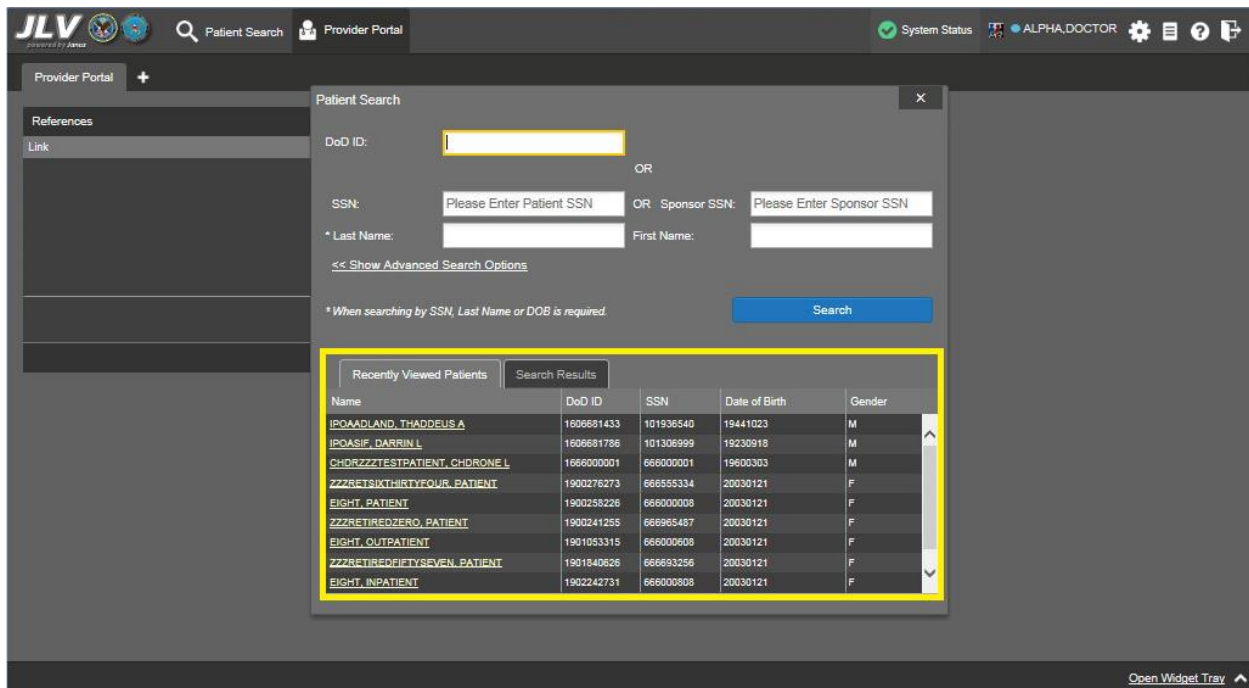 JLV Patient Search Provider Portal System Status ALPHA,DOCTOR
powered by Janus
Provider Portal +
Patient Search x
References
Link
DoD ID:
OR
SSN: Please Enter Patient SSN OR Sponsor SSN: Please Enter Sponsor SSN
* Last Name: First Name:
<< Show Advanced Search Options
* When searching by SSN, Last Name or DOB is required. Search
Recently Viewed Patients Search Results
Name DoD ID SSN Date of Birth Gender
IPOAADLAND, THADDEUS A 1606681433 101936540 19441023 M
IPOASIF, DARRIN L 1606681786 101306999 19230918 M
CHDRZZZTESTPATIENT, CHDRONE L 1666000001 666000001 19600303 M
ZZZRETSIXTHIRTYFOUR, PATIENT 1900276273 666555334 20030121 F
EIGHT, PATIENT 1900258226 666000008 20030121 F
ZZZRETIREDZERO, PATIENT 1900241255 666965487 20030121 F
EIGHT, OUTPATIENT 1901053315 666000608 20030121 F
ZZZRETIREDFIFTYSEVEN, PATIENT 1901840626 666693256 20030121 F
EIGHT, INPATIENT 1902242731 666000808 20030121 F
Open Widget Tray